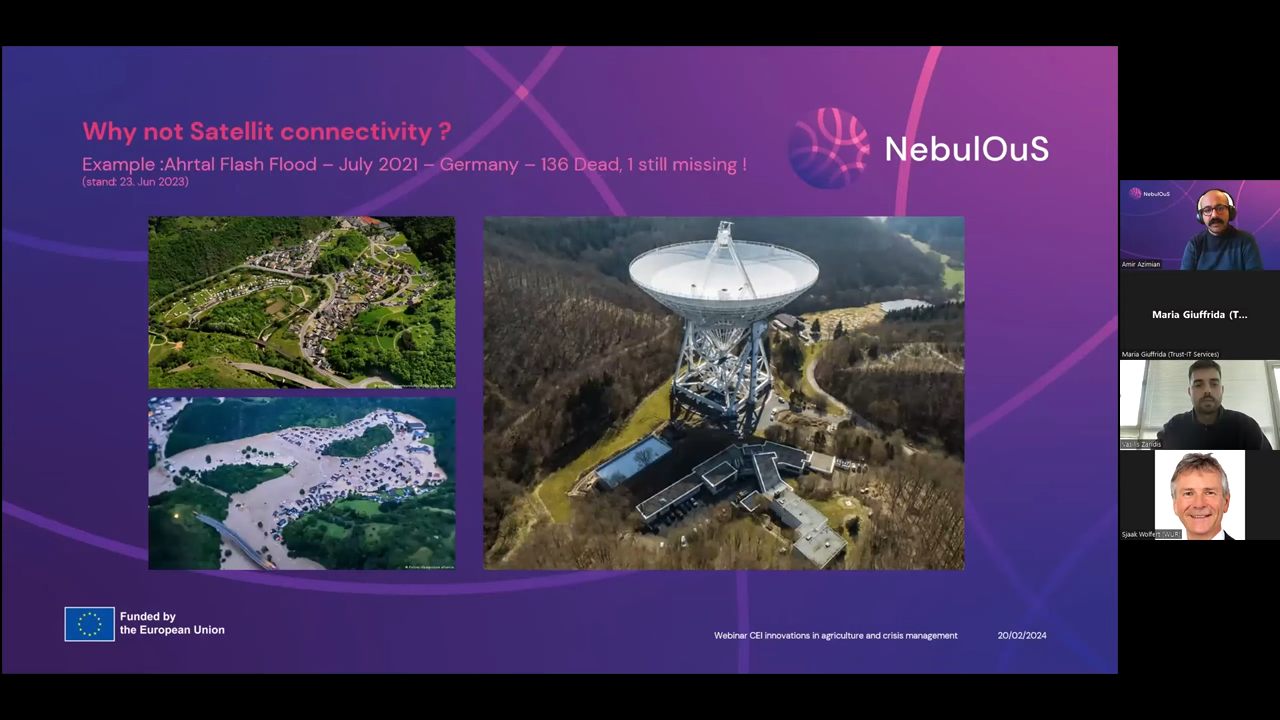 Why not Satellit connectivity ?
Example :Ahrtal Flash Flood – July 2021 – Germany – 136 Dead, 1 still missing !
(stand: 23. Jun 2023)
NebulOuS
Funded by
the European Union
Webinar CEI innovations in agriculture and crisis management
20/02/2024
NebulOuS
Amir Azimian
Maria Giuffrida (T...
Maria Giuffrida (Trust-IT Services)
Sjaak Wolfert (WUR)